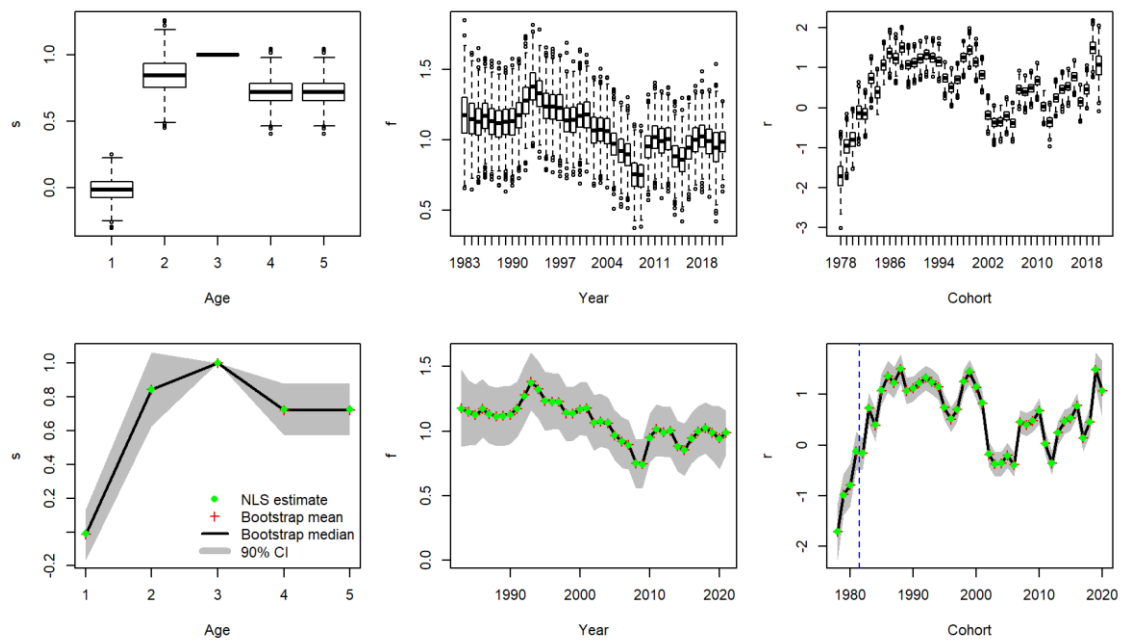 s
0.0 0.5 1.0
1 2 3 4 5
Age
f
0.5 1.0 1.5
1983 1990 1997 2004 2011 2018
Year
r
-3 -2 -1 0 1 2
1978 1986 1994 2002 2010 2018
Cohort
s
-0.2 0.2 0.4 0.6 0.8 1.0
1 2 3 4 5
Age
NLS estimate
Bootstrap mean
Bootstrap median
90% CI
f
0.0 0.5 1.0 1.5
1990 2000 2010 2020
Year
r
-2 -1 0 1
1980 1990 2000 2010 2020
Cohort